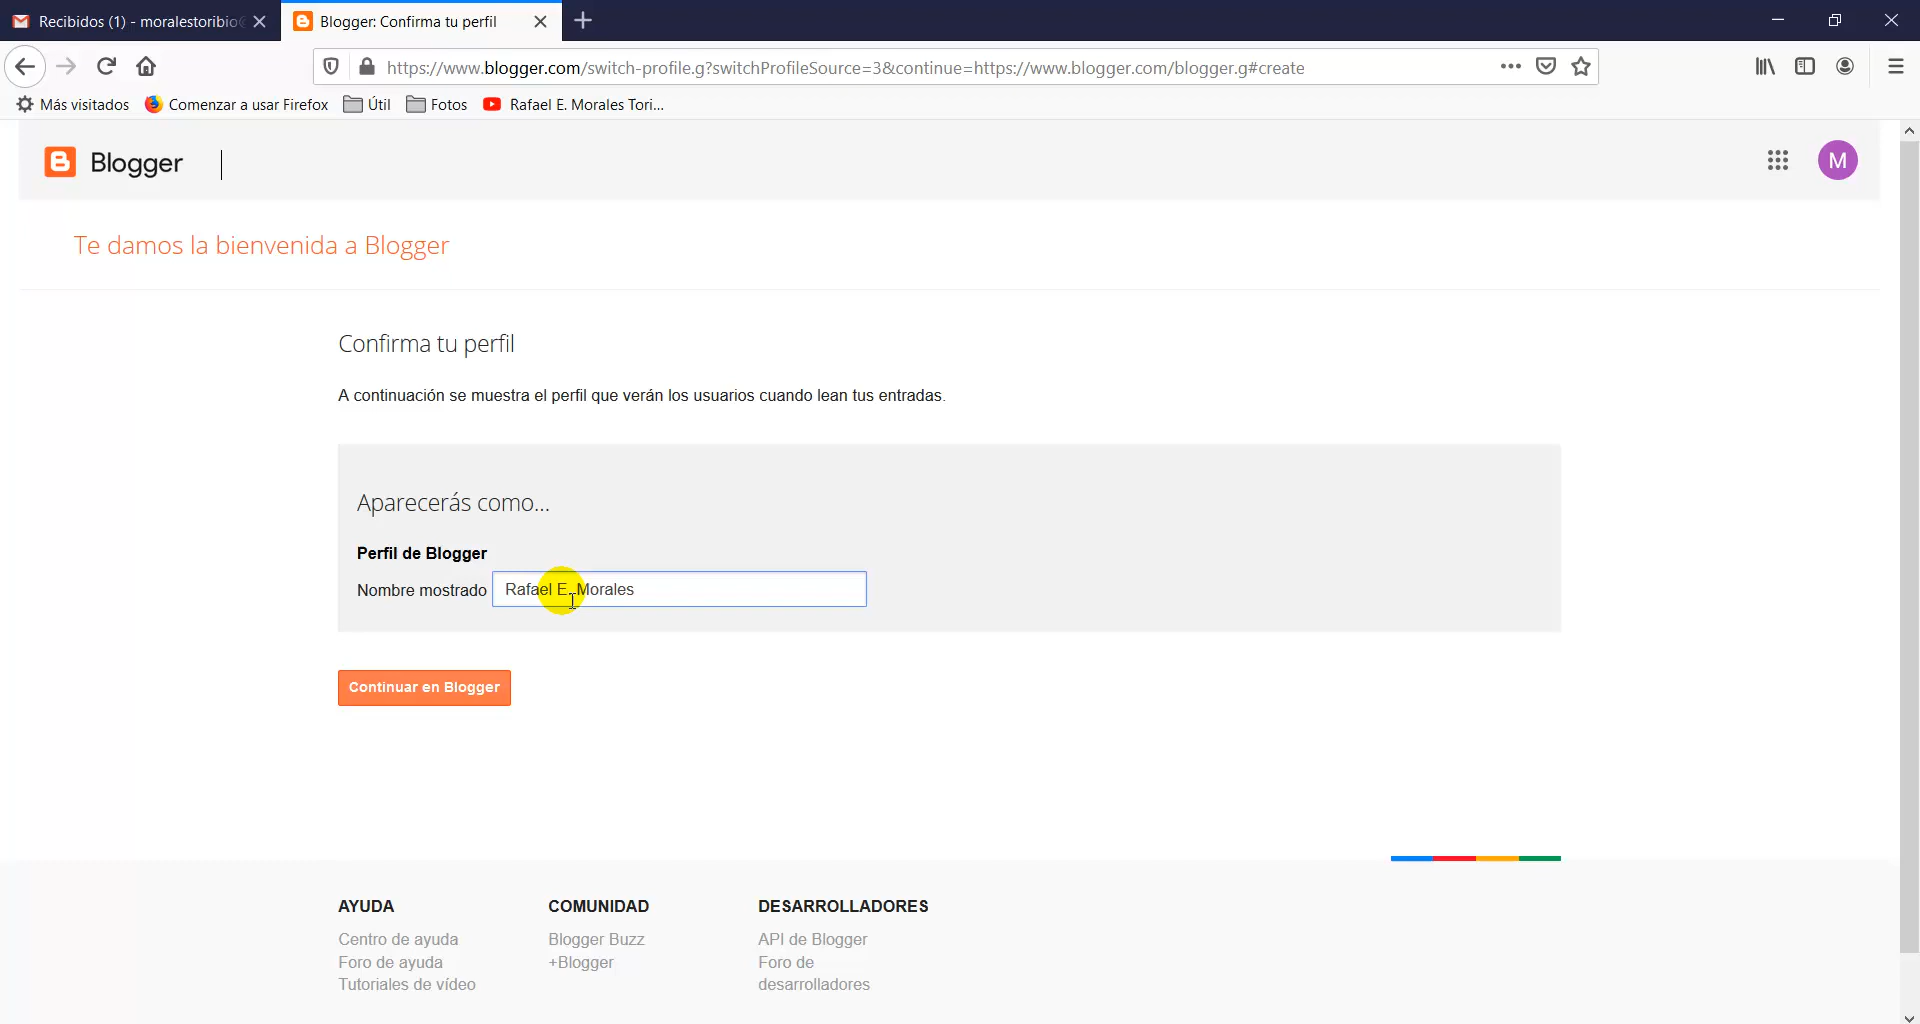 Recibidos (1) - moralestoribio
Blogger: Confirma tu perfil
https://www.blogger.com/switch-profile.g?switchProfileSource=3&continue=https://www.blogger.com/blogger.g#create
Más visitados Comenzar a usar Firefox Útil Fotos Rafael E. Morales Tori...
Blogger
M
Te damos la bienvenida a Blogger
Confirma tu perfil
A continuación se muestra el perfil que verán los usuarios cuando lean tus entradas.
Aparecerás como...
Perfil de Blogger
Nombre mostrado Rafael E. Morales
Continuar en Blogger
AYUDA
Centro de ayuda
Foro de ayuda
Tutoriales de vídeo
COMUNIDAD
Blogger Buzz
+Blogger
DESARROLLADORES
API de Blogger
Foro de
desarrolladores